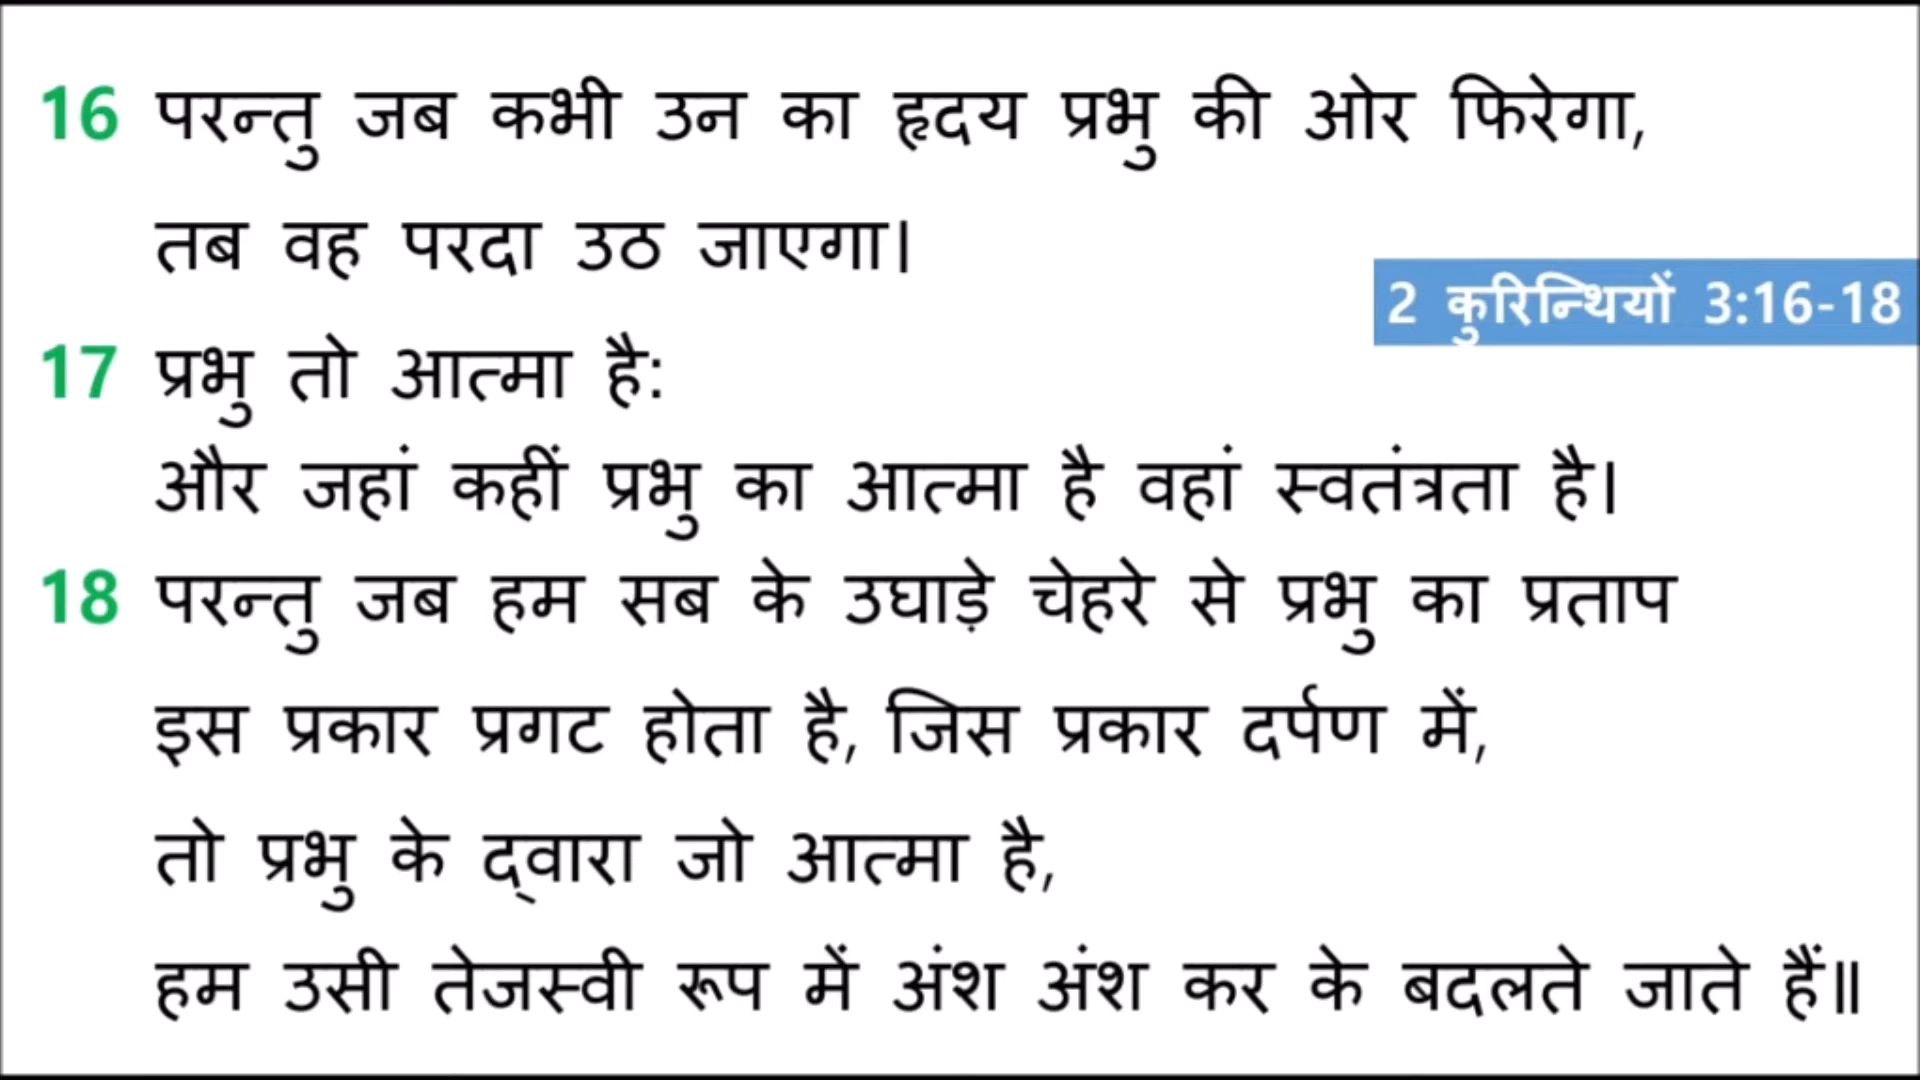 16 परन्तु जब कभी उन का हृदय प्रभु की ओर फिरेगा,
तब वह परदा उठ जाएगा।
2 कुरिन्थियों 3:16-18
17 प्रभु तो आत्मा है:
और जहां कहीं प्रभु का आत्मा है वहां स्वतंत्रता है।
18 परन्तु जब हम सब के उघाड़े चेहरे से प्रभु का प्रताप
इस प्रकार प्रगट होता है, जिस प्रकार दर्पण में,
तो प्रभु के द्वारा जो आत्मा है,
हम उसी तेजस्वी रूप में अंश अंश कर के बदलते जाते हैं॥